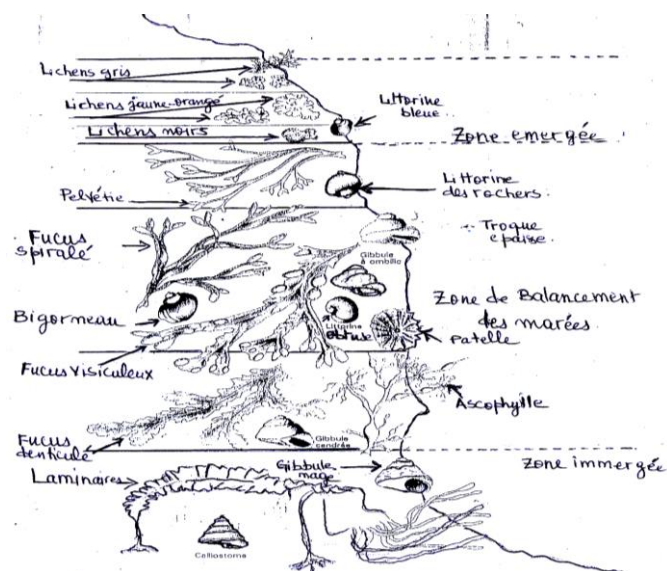 Lichens gris
Lichens jaune-orangé
Littorine
bleue
Lichens noirs
Zone emergée
Littorine
des rochers.
Pelvétie
Troque
epaisse.
Fucus
spiralé
Gibbule
à ombilic
Zone de Balancement
des marées
Bigorneau
Littorine
obtuse
Patelle
Fucus visiculeux
Ascophylle
Fucus
denticulé
Gibbule
cendrée
Gibbule
mage
Zone immergée
Laminaires
Calliostome